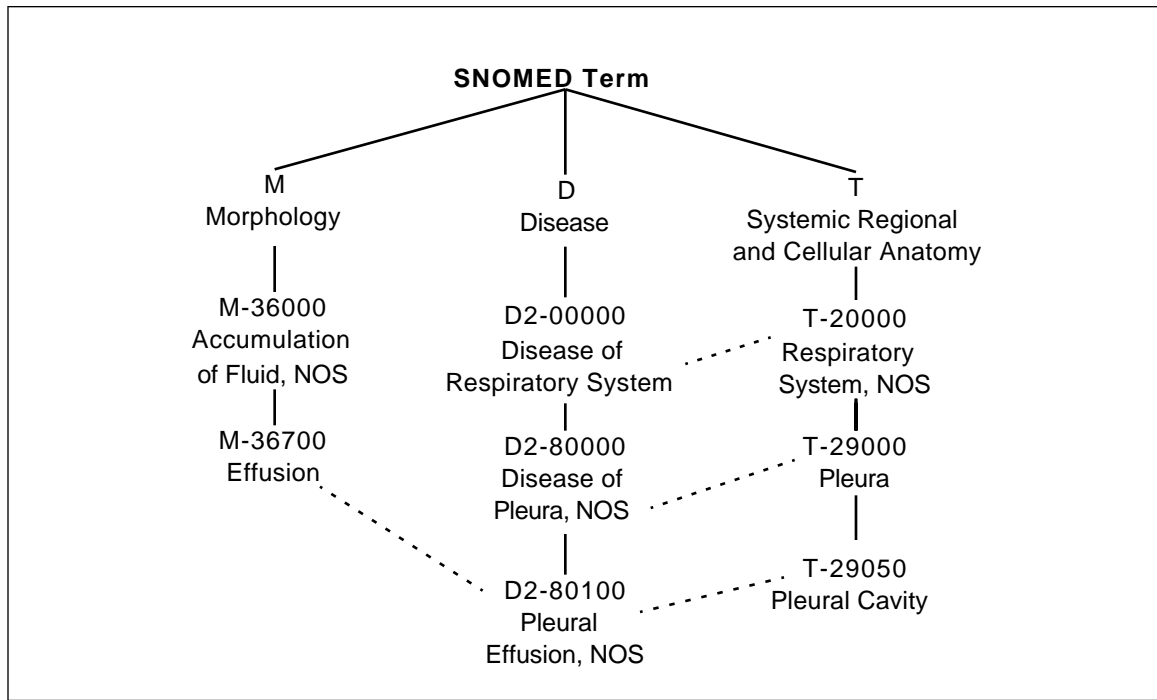 SNOMED Term
M
Morphology
M-36000
Accumulation
of Fluid, NOS
M-36700
Effusion
D
Disease
D2-00000
Disease of
Respiratory System
D2-80000
Disease of
Pleura, NOS
D2-80100
Pleural
Effusion, NOS
T
Systemic Regional
and Cellular Anatomy
T-20000
Respiratory
System, NOS
T-29000
Pleura
T-29050
Pleural Cavity